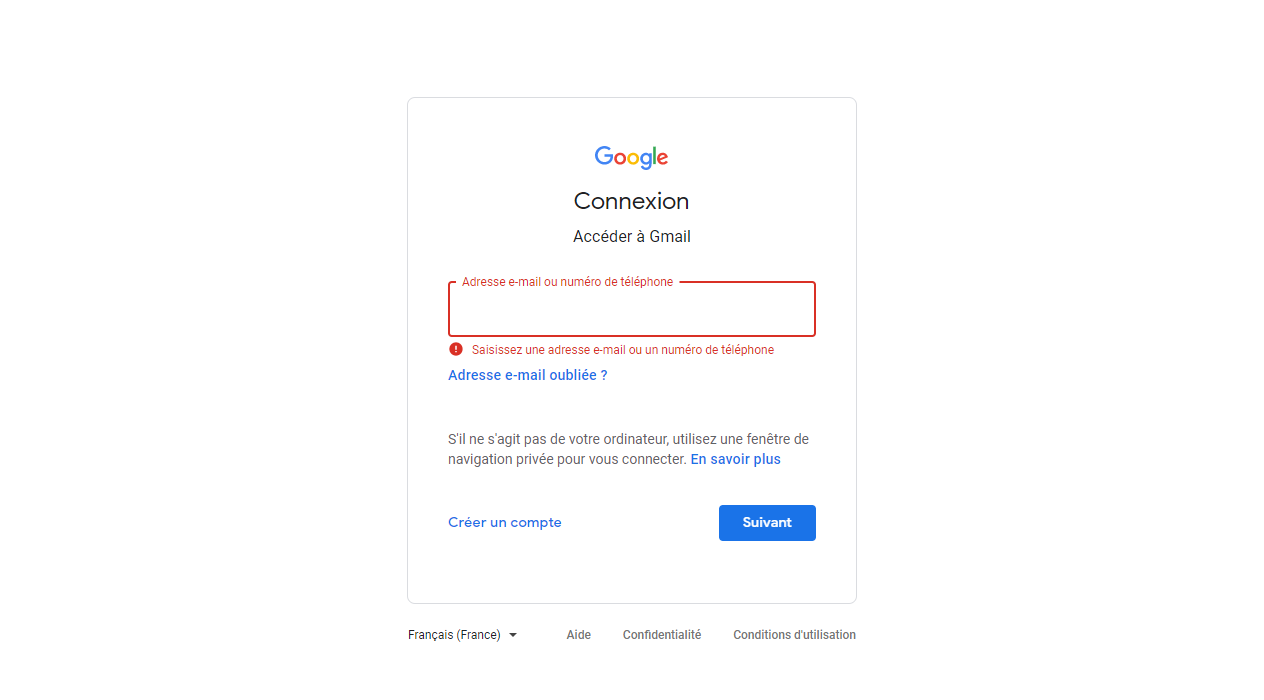 Google
Connexion
Accéder à Gmail
Adresse e-mail ou numéro de téléphone
Saisissez une adresse e-mail ou un numéro de téléphone
Adresse e-mail oubliée ?
S'il ne s'agit pas de votre ordinateur, utilisez une fenêtre de
navigation privée pour vous connecter. En savoir plus
Créer un compte Suivant
Français (France) Aide Confidentialité Conditions d'utilisation